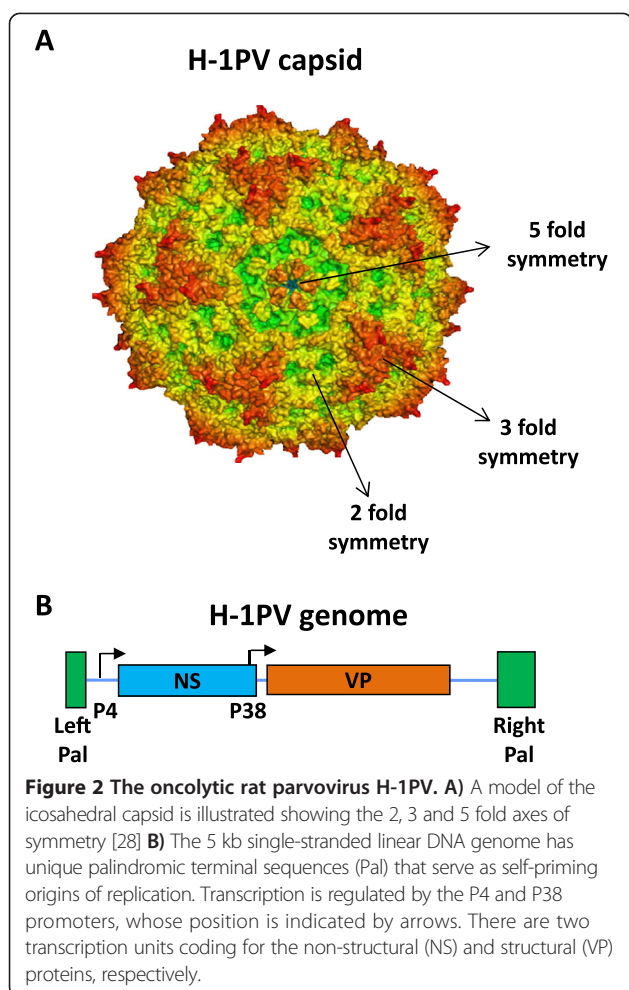 A
H-1PV capsid
5 fold
symmetry
3 fold
symmetry
2 fold
symmetry
B
H-1PV genome
NS
VP
P4
P38
Left
Pal
Right
Pal
Figure 2 The oncolytic rat parvovirus H-1PV. A) A model of the
icosahedral capsid is illustrated showing the 2, 3 and 5 fold axes of
symmetry [28] B) The 5 kb single-stranded linear DNA genome has
unique palindromic terminal sequences (Pal) that serve as self-priming
origins of replication. Transcription is regulated by the P4 and P38
promoters, whose position is indicated by arrows. There are two
transcription units coding for the non-structural (NS) and structural (VP)
proteins, respectively.